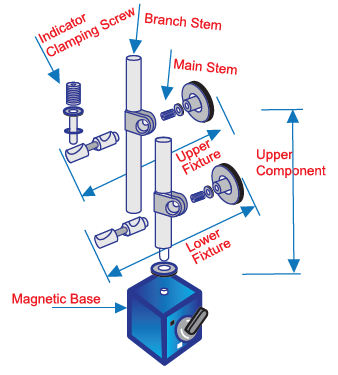 Indicator
Clamping Screw
Branch Stem
Main Stem
Upper
Fixture
Upper
Component
Lower
Fixture
Magnetic Base